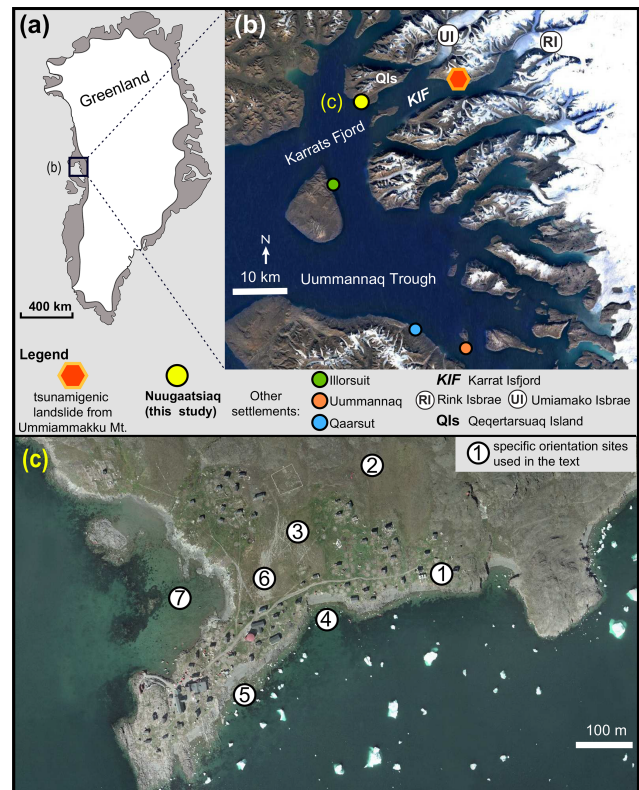 (a)
Greenland
(b)
400 km
(b)
UI
RI
QIs
KIF
(c)
Karrats Fjord
N
10 km
Uummannaq Trough
Legend
tsunamigenic
landslide from
Ummiammakku Mt.
Nuugaatsiaq
(this study)
Other
settlements:
Illorsuit
Uummannaq
Qaarsut
KIF Karrat Isfjord
RI Rink Isbrae UI Umiamako Isbrae
QIs Qeqertarsuaq Island
(c)
1 specific orientation sites
used in the text
2
3
1
6
7
4
5
100 m